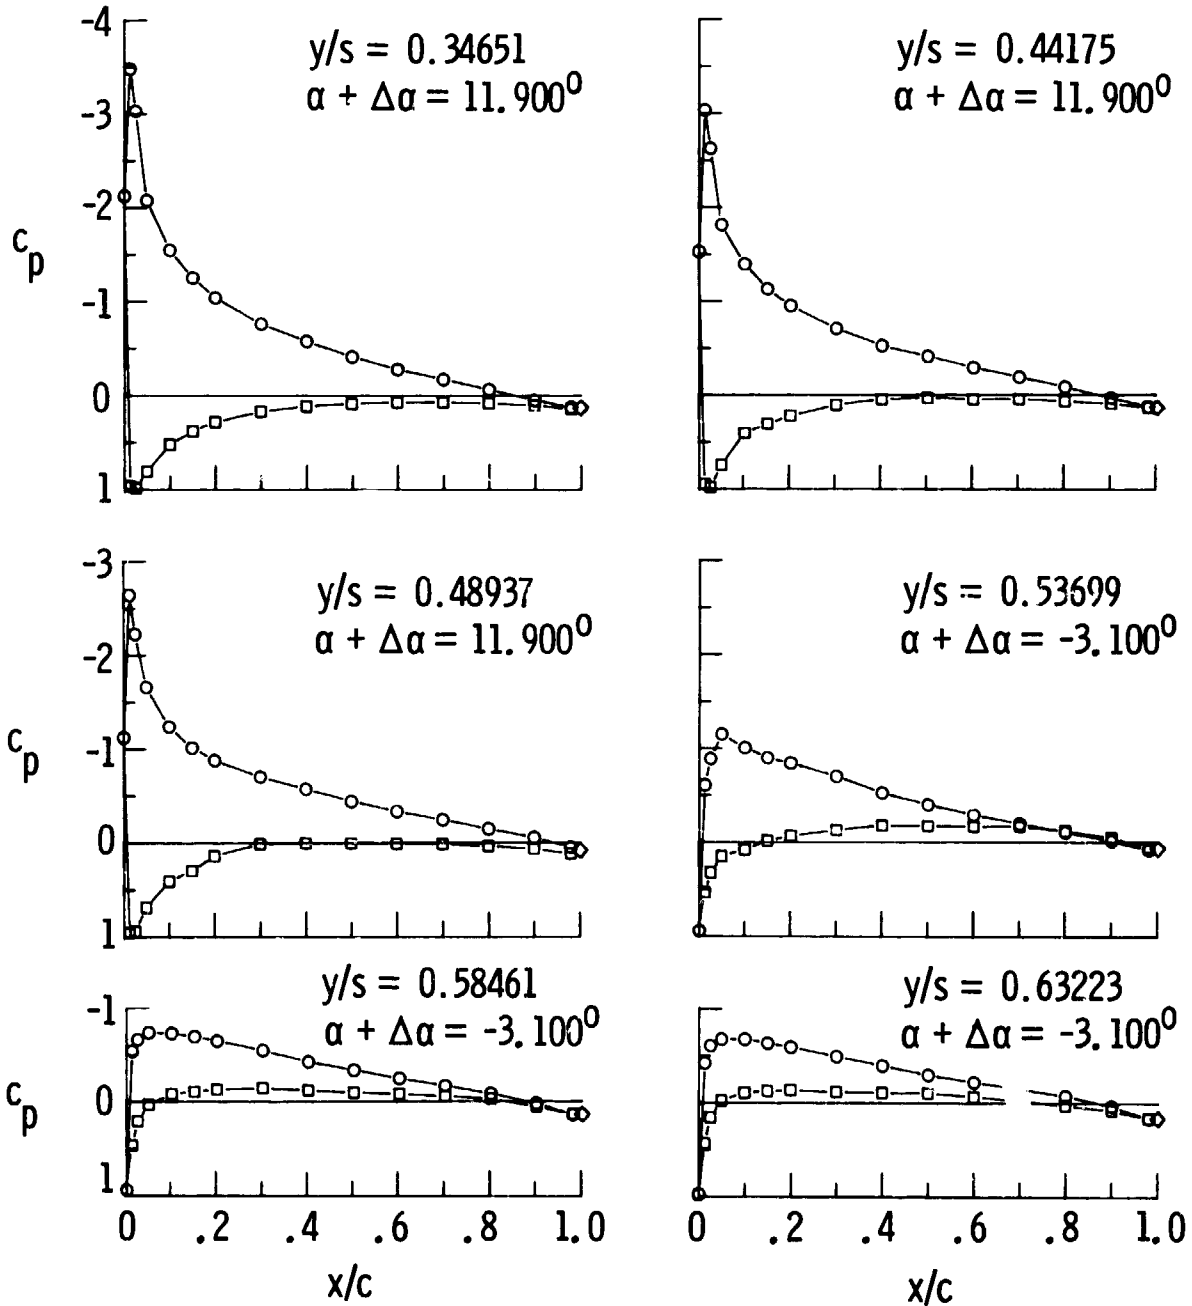 -4
-3
-2
-1
0
1
c_p
y/s = 0.34651
α + Δα = 11.900⁰
y/s = 0.44175
α + Δα = 11.900⁰
-3
-2
-1
0
1
c_p
y/s = 0.48937
α + Δα = 11.900⁰
y/s = 0.53699
α + Δα = -3.100⁰
-1
0
1
c_p
y/s = 0.58461
α + Δα = -3.100⁰
y/s = 0.63223
α + Δα = -3.100⁰
0 .2 .4 .6 .8 1.0
x/c
0 .2 .4 .6 .8 1.0
x/c